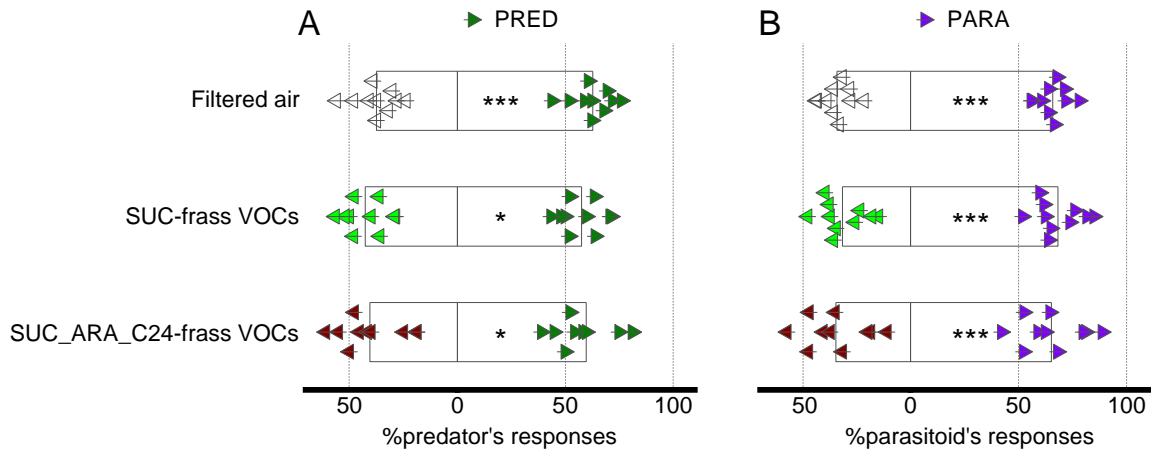 A PRED B PARA
Filtered air *** ***
SUC-frass VOCs * ***
SUC_ARA_C24-frass VOCs * ***
50 0 50 100 50 0 50 100
%predator's responses %parasitoid's responses